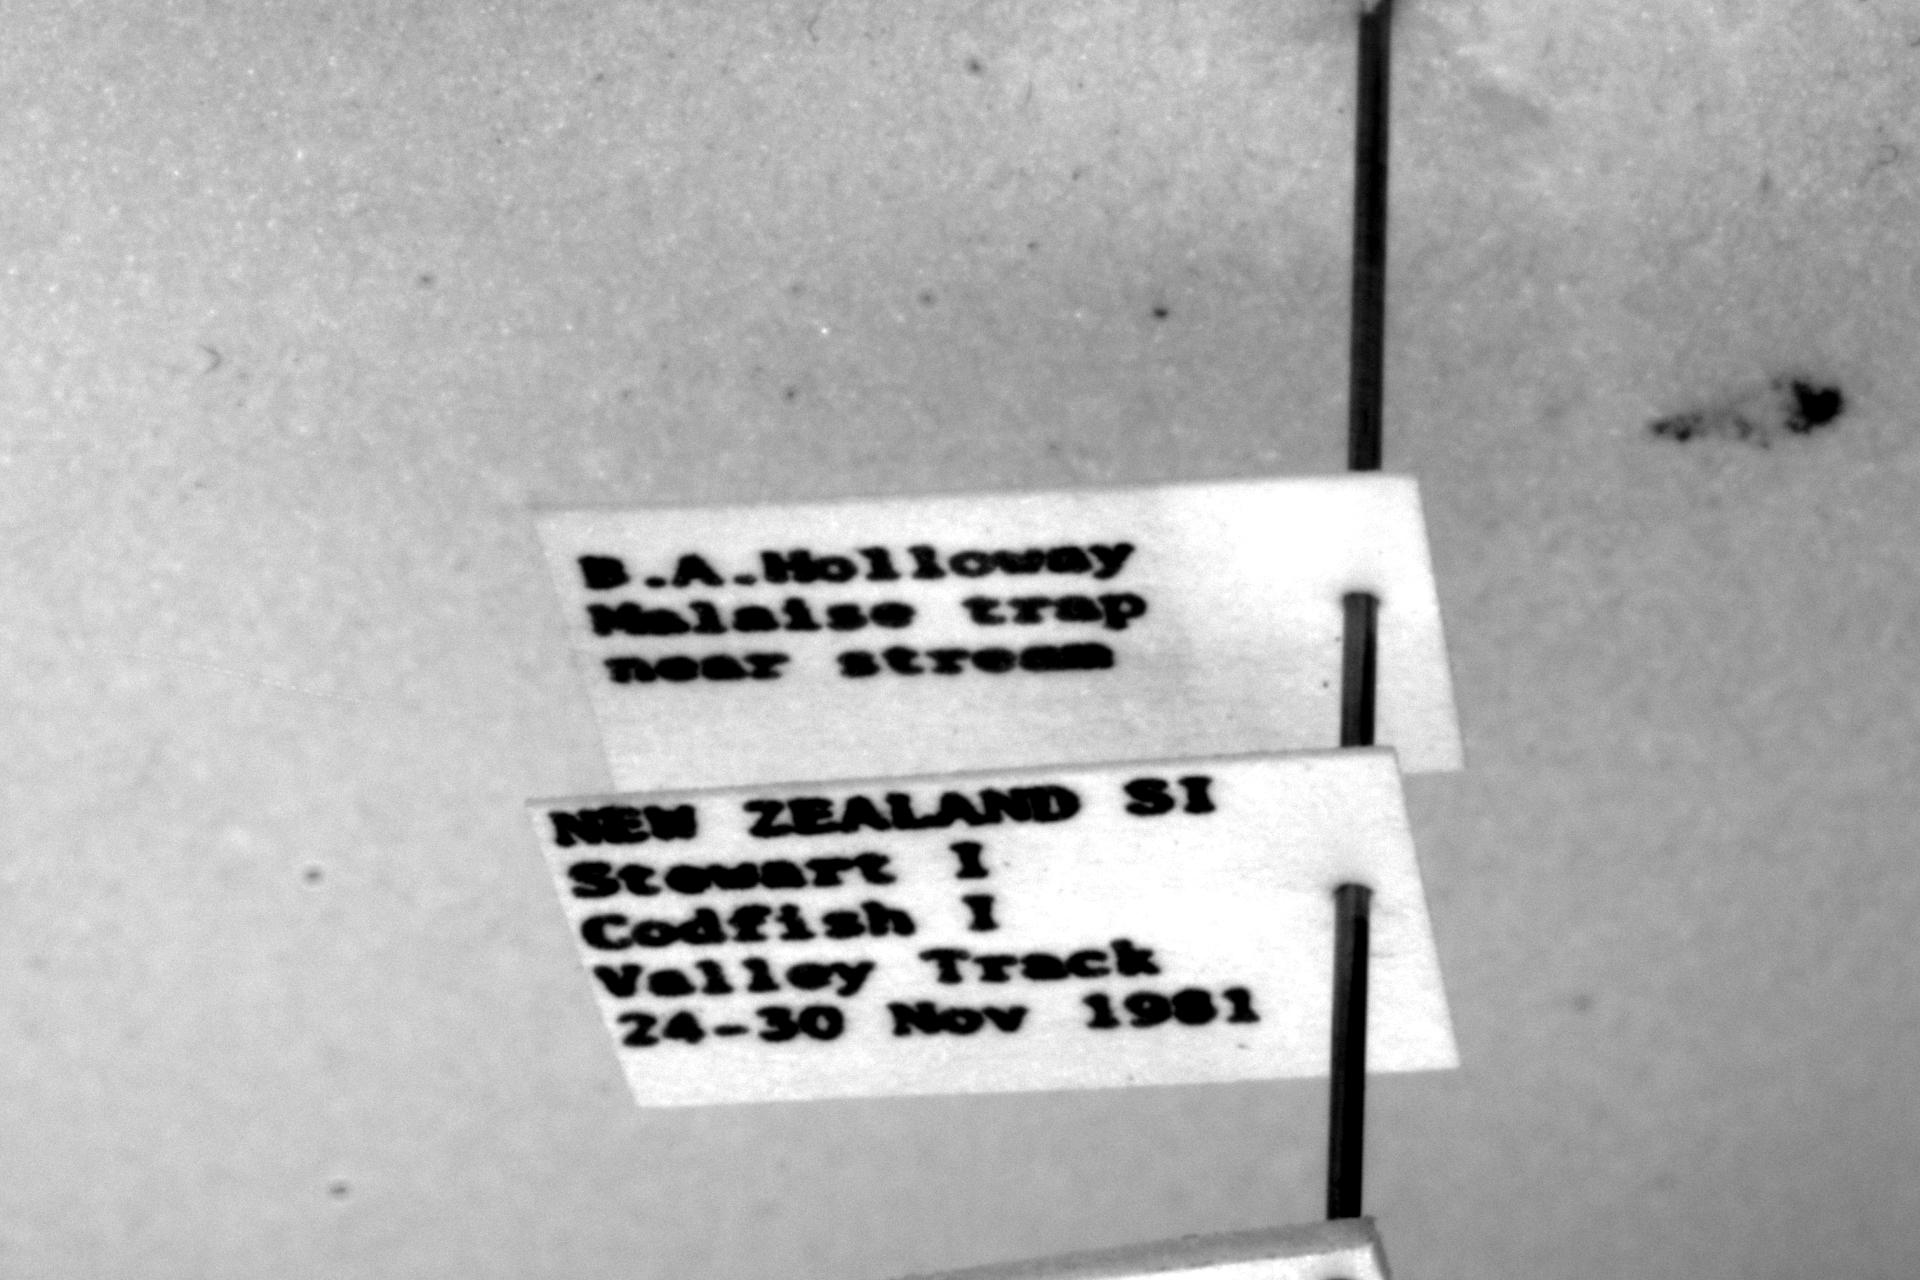 B.A.Holloway
Malaise trap
near stream
NEW ZEALAND SI
Stewart I
Codfish I
Valley Track
24-30 Nov 1981